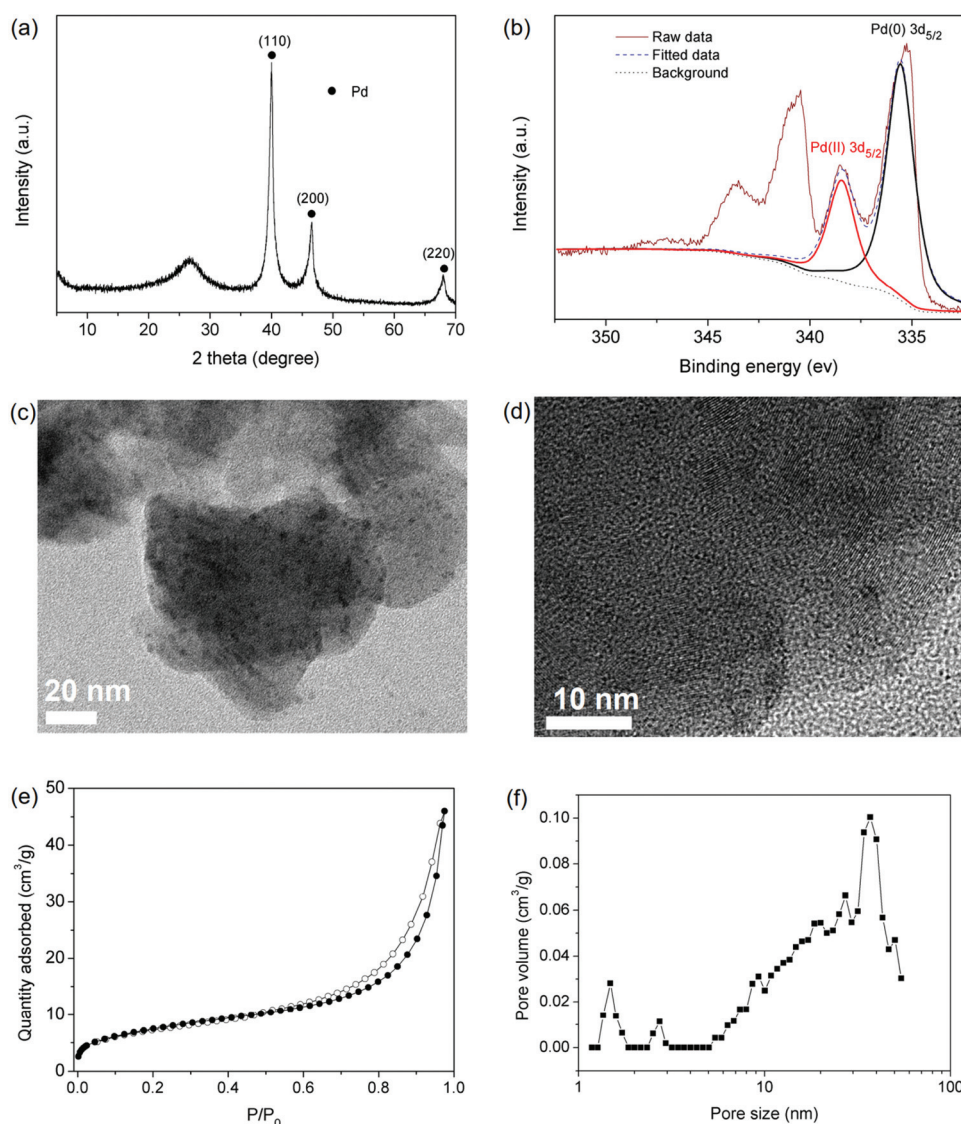 (a)
(110)
Pd
(200)
(220)
Intensity (a.u.)
10 20 30 40 50 60 70
2 theta (degree)
(b)
Raw data
Fitted data
Background
Pd(0) 3d5/2
Pd(II) 3d5/2
Intensity (a.u.)
350 345 340 335
Binding energy (ev)
(c)
20 nm
(d)
10 nm
(e)
Quantity adsorbed (cm³/g)
50
40
30
20
10
0
0.0 0.2 0.4 0.6 0.8 1.0
P/P0
(f)
Pore volume (cm³/g)
0.10
0.08
0.06
0.04
0.02
0.00
1 10 100
Pore size (nm)